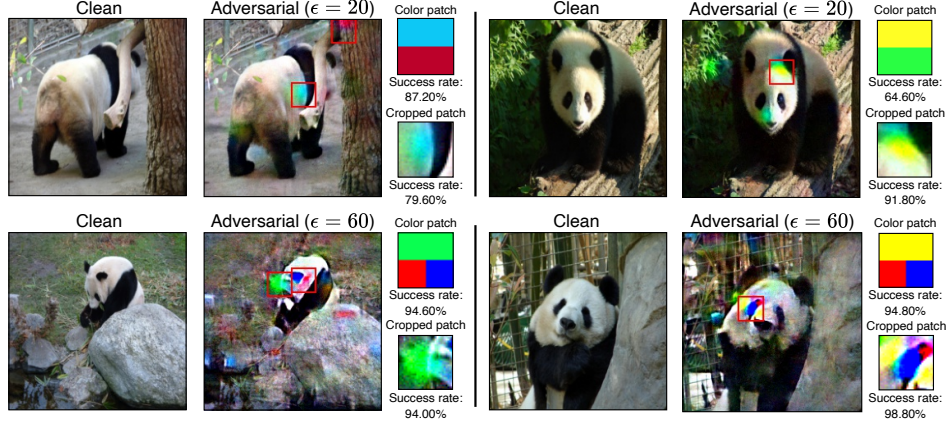 Clean
Adversarial (ϵ = 20)
Color patch
Success rate:
87.20%
Cropped patch
Success rate:
79.60%
Clean
Adversarial (ϵ = 20)
Color patch
Success rate:
64.60%
Cropped patch
Success rate:
91.80%
Clean
Adversarial (ϵ = 60)
Color patch
Success rate:
94.60%
Cropped patch
Success rate:
94.00%
Clean
Adversarial (ϵ = 60)
Color patch
Success rate:
94.80%
Cropped patch
Success rate:
98.80%